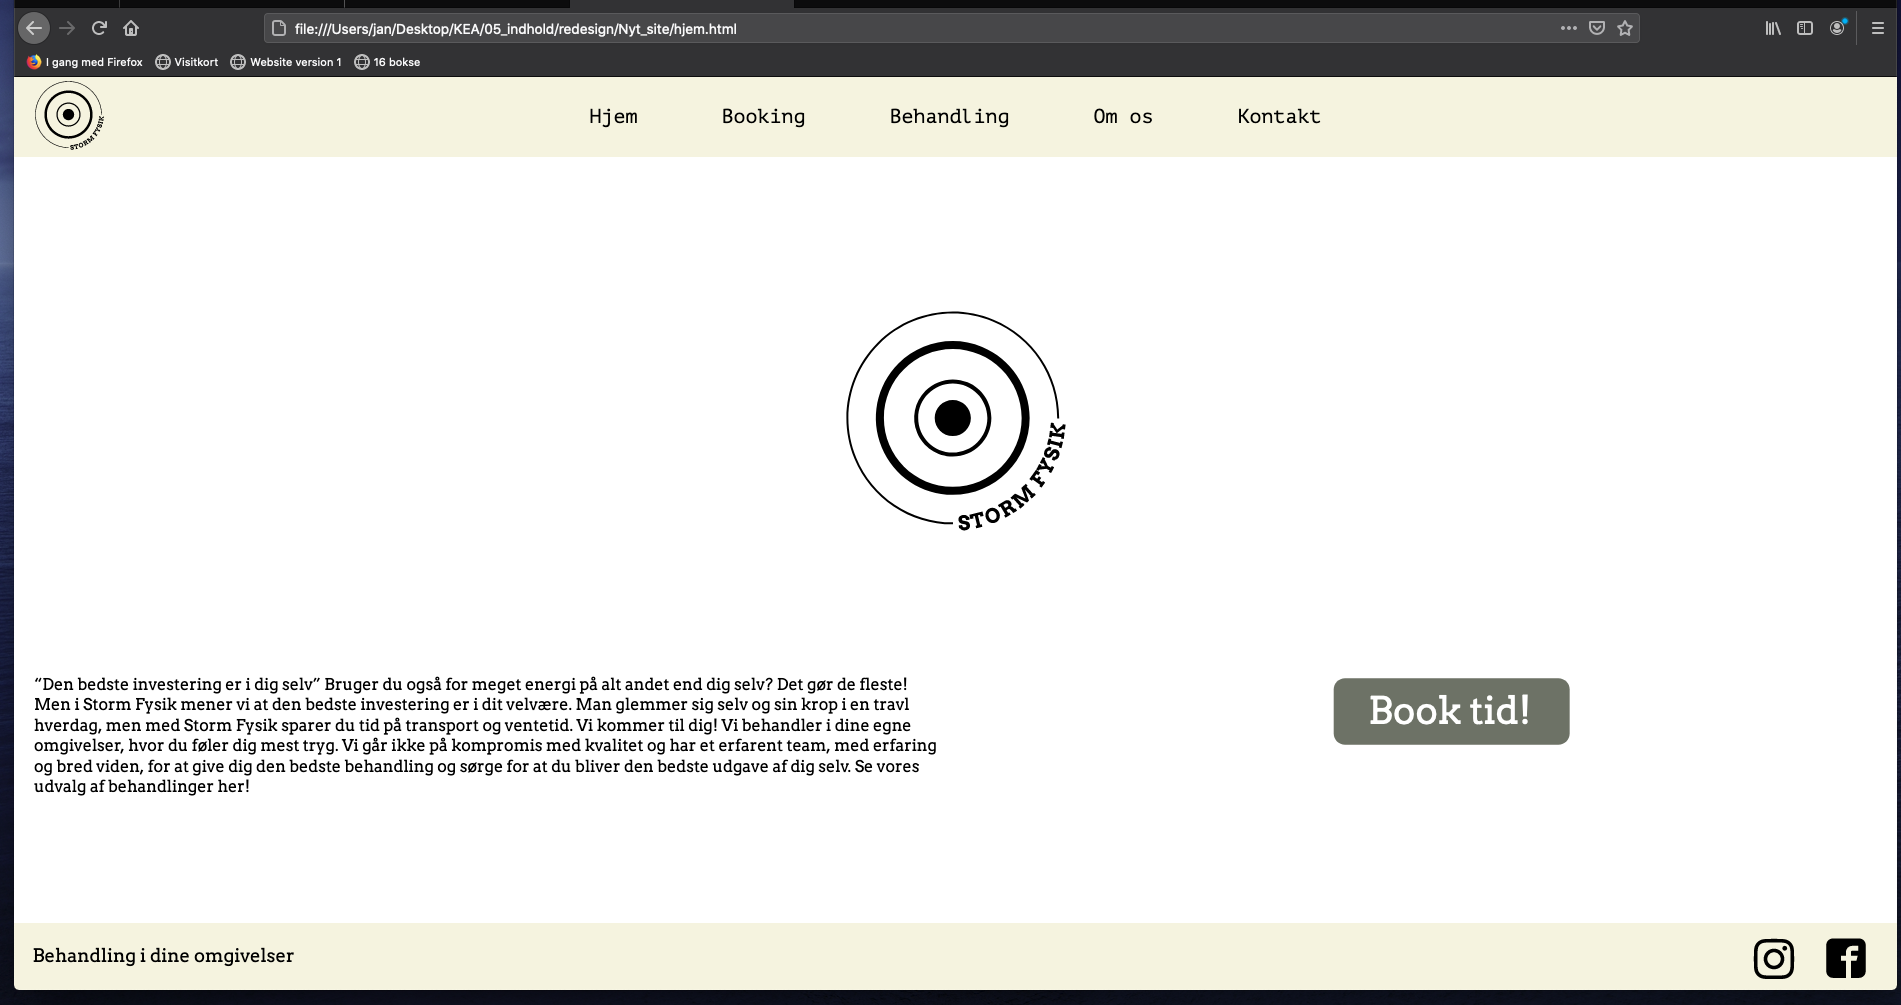 file:///Users/jan/Desktop/KEA/05_indhold/redesign/Nyt_site/hjem.html
I gang med Firefox Visitkort Website version 1 16 bokse
STORM FYSIK
Hjem Booking Behandling Om os Kontakt
STORM FYSIK
“Den bedste investering er i dig selv” Bruger du også for meget energi på alt andet end dig selv? Det gør de fleste!
Men i Storm Fysik mener vi at den bedste investering er i dit velvære. Man glemmer sig selv og sin krop i en travl
hverdag, men med Storm Fysik sparer du tid på transport og ventetid. Vi kommer til dig! Vi behandler i dine egne
omgivelser, hvor du føler dig mest tryg. Vi går ikke på kompromis med kvalitet og har et erfarent team, med erfaring
og bred viden, for at give dig den bedste behandling og sørge for at du bliver den bedste udgave af dig selv. Se vores
udvalg af behandlinger her!
Book tid!
Behandling i dine omgivelser